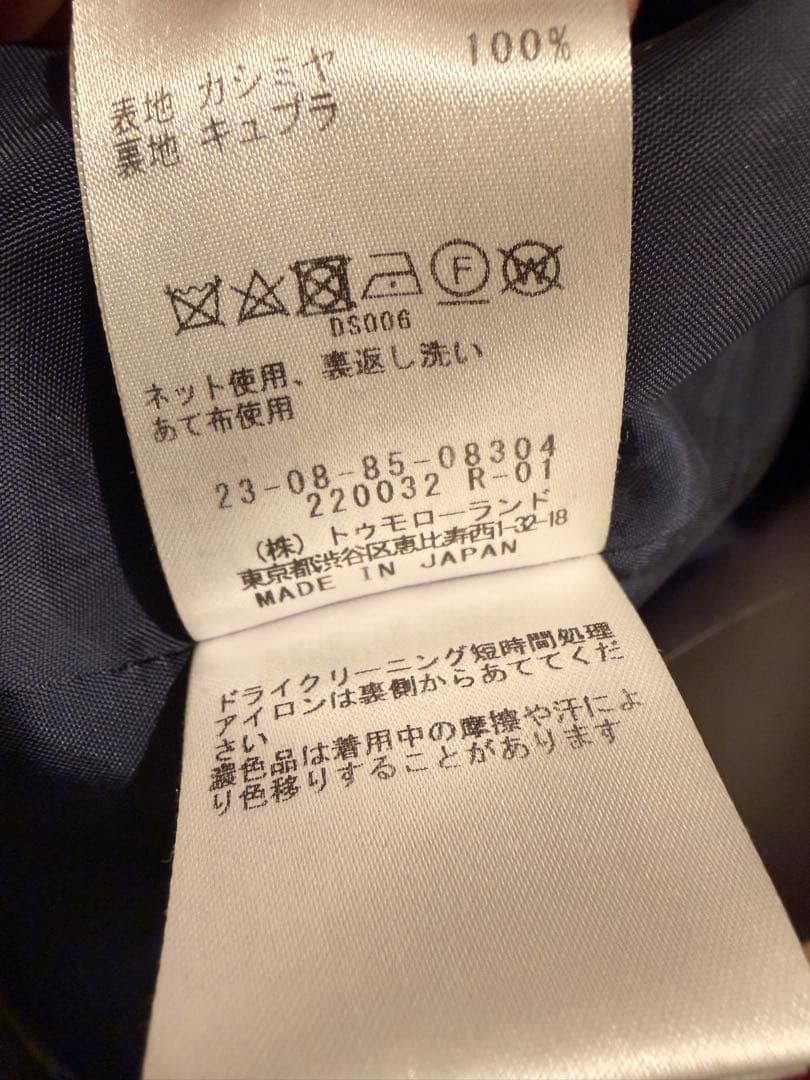 表地 カシミヤ 100%
裏地 キュプラ
F W
DS006
ネット使用、裏返し洗い
あて布使用
23-08-85-08304
220032 R-01
(株) トゥモローランド
東京都渋谷区恵比寿西1-32-18
MADE IN JAPAN
ドライクリーニング短時間処理
アイロンは裏側からあててくだ
さい
濃色品は着用中の摩擦や汗によ
り色移りすることがあります